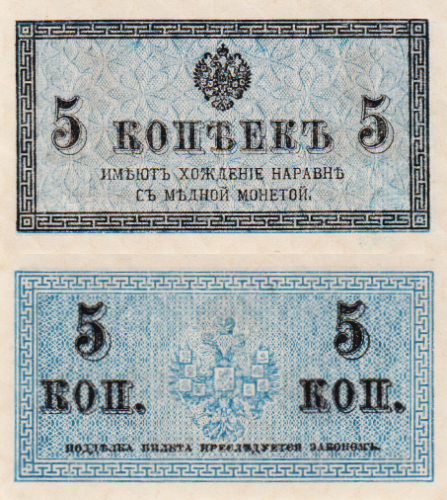 5 КОПѢЕКЪ 5
ИМѢЮТЪ ХОЖДЕНІЕ НАРАВНѢ
СЪ МѢДНОЙ МОНЕТОЙ.
5 5
КОП. КОП.
ПОДДѢЛКА БИЛЕТА ПРЕСЛѢДУЕТСЯ ЗАКОНОМЪ.